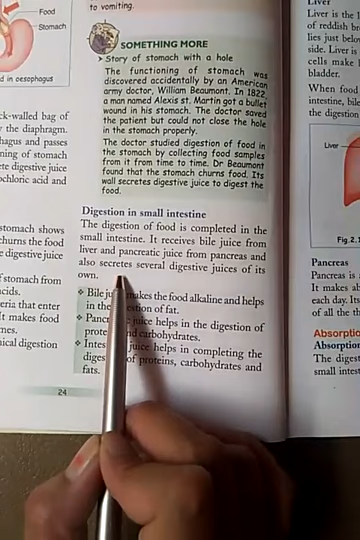 Food
Stomach
d in oesophagus
ck-walled bag of
y the diaphragm.
hagus and passes
ning of stomach
te digestive juice
ochloric acid and
stomach shows
churns the food
e digestive juice
f stomach from
acids.
eria that enter
It makes food
mes.
nical digestion
to vomiting.
SOMETHING MORE
Story of stomach with a hole
The functioning of stomach was
discovered accidentally by an American
army doctor, William Beaumont. In 1822,
a man named Alexis st. Martin got a bullet
wound in his stomach. The doctor saved
the patient but could not close the hole
in the stomach properly.
The doctor studied digestion of food in
the stomach by collecting food samples
from it from time to time. Dr Beaumont
found that the stomach churns food. Its
wall secretes digestive juice to digest the
food.
Digestion in small intestine
The digestion of food is completed in the
small intestine. It receives bile juice from
liver and pancreatic juice from pancreas and
also secretes several digestive juices of its
own.
Bile makes the food alkaline and helps
in the of fat.
juice helps in the digestion of
and carbohydrates.
juice helps in completing the
of proteins, carbohydrates and
fats.
24
Liver
Liver is the l
of reddish br
lies just belo
side. Liver is
cells make
bladder.
When food
intestine, bile
the digestion
Liver
Fig.2.
Pancreas
Pancreas is
It makes ab
each day. It
of all the th
Absorptio
Absorption
The digest
small intest